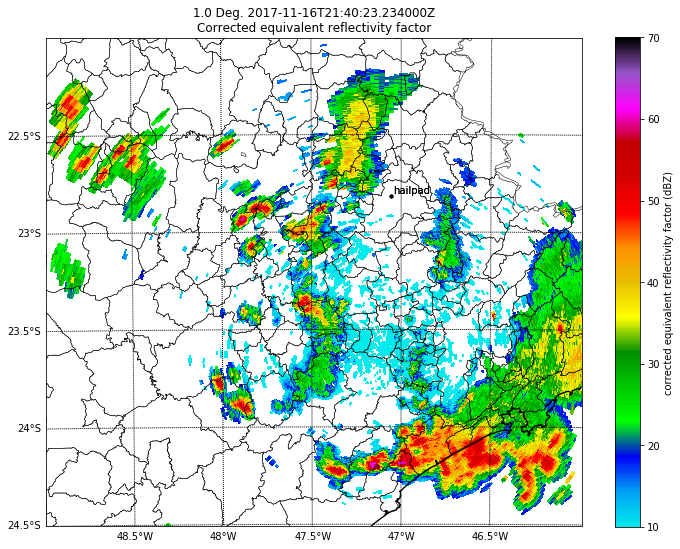 1.0 Deg. 2017-11-16T21:40:23.234000Z
Corrected equivalent reflectivity factor
hailpad
22.5°S
23°S
23.5°S
24°S
24.5°S
48.5°W
48°W
47.5°W
47°W
46.5°W
70
60
50
40
30
20
10
corrected equivalent reflectivity factor (dBZ)